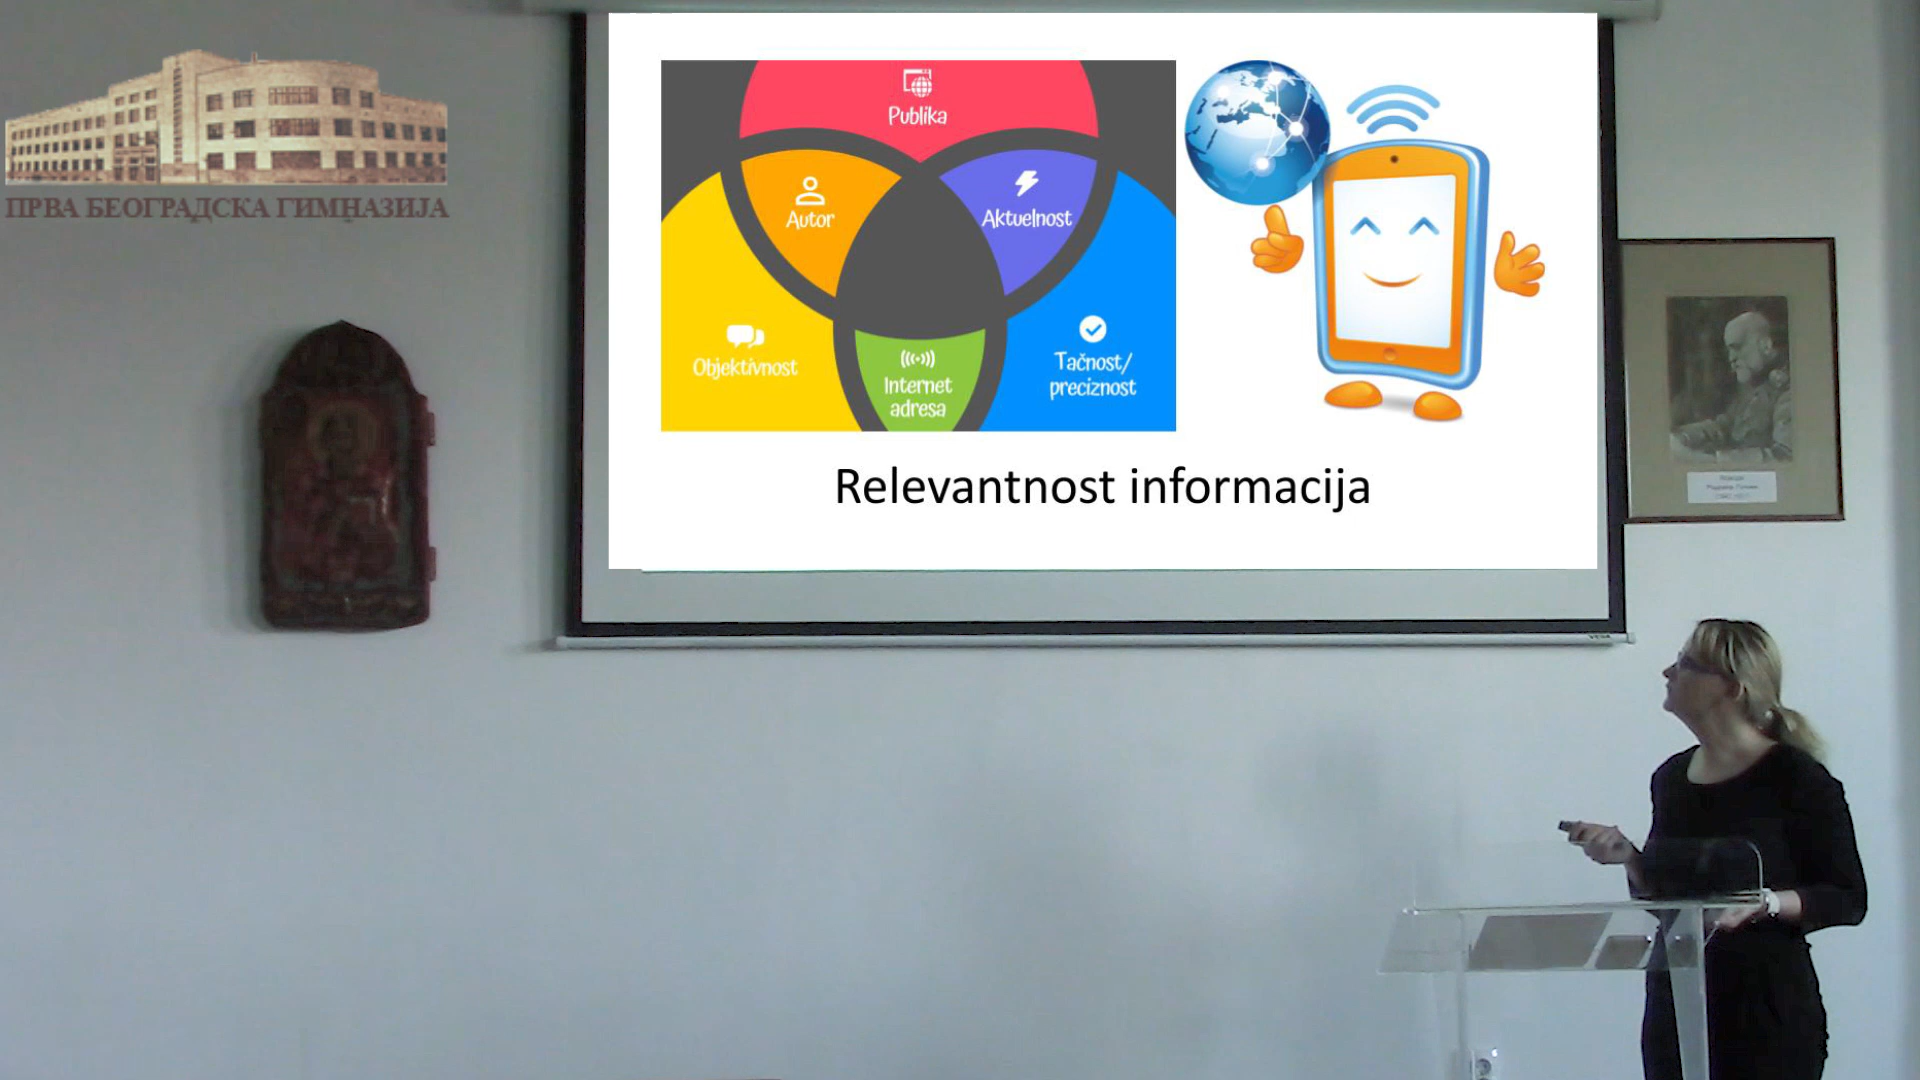 ПРВА БЕОГРАДСКА ГИМНАЗИЈА
Publika
Autor
Aktuelnost
Objektivnost
Internet
adresa
Tačnost/
preciznost
Relevantnost informacija